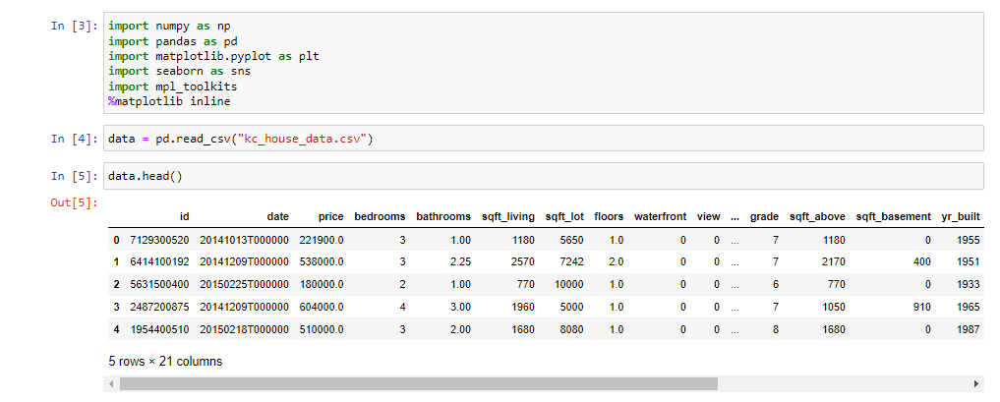 In [3]: import numpy as np
import pandas as pd
import matplotlib.pyplot as plt
import seaborn as sns
import mpl_toolkits
%matplotlib inline
In [4]: data = pd.read_csv("kc_house_data.csv")
In [5]: data.head()
Out[5]:
id date price bedrooms bathrooms sqft_living sqft_lot floors waterfront view ... grade sqft_above sqft_basement yr_built
0 7129300520 20141013T000000 221900.0 3 1.00 1180 5650 1.0 0 0 ... 7 1180 0 1955
1 6414100192 20141209T000000 538000.0 3 2.25 2570 7242 2.0 0 0 ... 7 2170 400 1951
2 5631500400 20150225T000000 180000.0 2 1.00 770 10000 1.0 0 0 ... 6 770 0 1933
3 2487200875 20141209T000000 604000.0 4 3.00 1960 5000 1.0 0 0 ... 7 1050 910 1965
4 1954400510 20150218T000000 510000.0 3 2.00 1680 8080 1.0 0 0 ... 8 1680 0 1987
5 rows × 21 columns